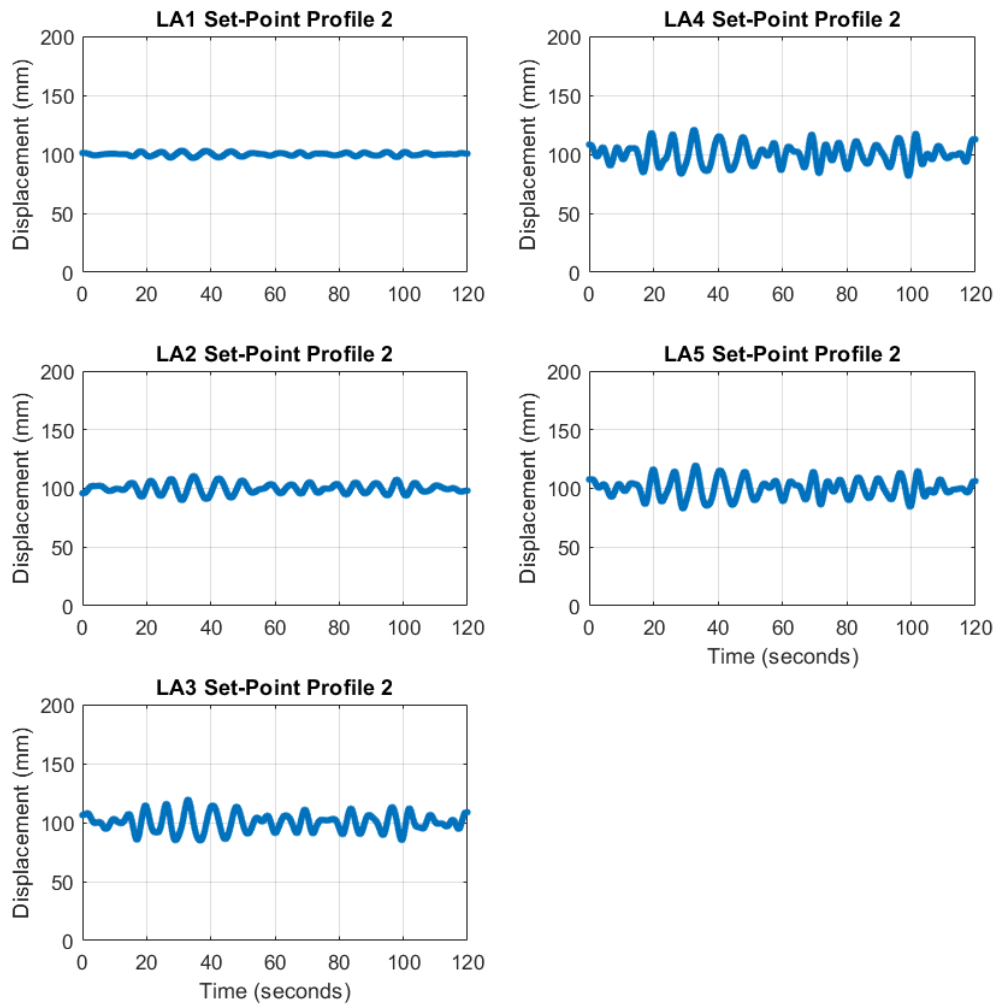 LA1 Set-Point Profile 2
200
150
100
50
0
Displacement (mm)
0 20 40 60 80 100 120
LA4 Set-Point Profile 2
200
150
100
50
0
Displacement (mm)
0 20 40 60 80 100 120
LA2 Set-Point Profile 2
200
150
100
50
0
Displacement (mm)
0 20 40 60 80 100 120
LA5 Set-Point Profile 2
200
150
100
50
0
Displacement (mm)
0 20 40 60 80 100 120
Time (seconds)
LA3 Set-Point Profile 2
200
150
100
50
0
Displacement (mm)
0 20 40 60 80 100 120
Time (seconds)